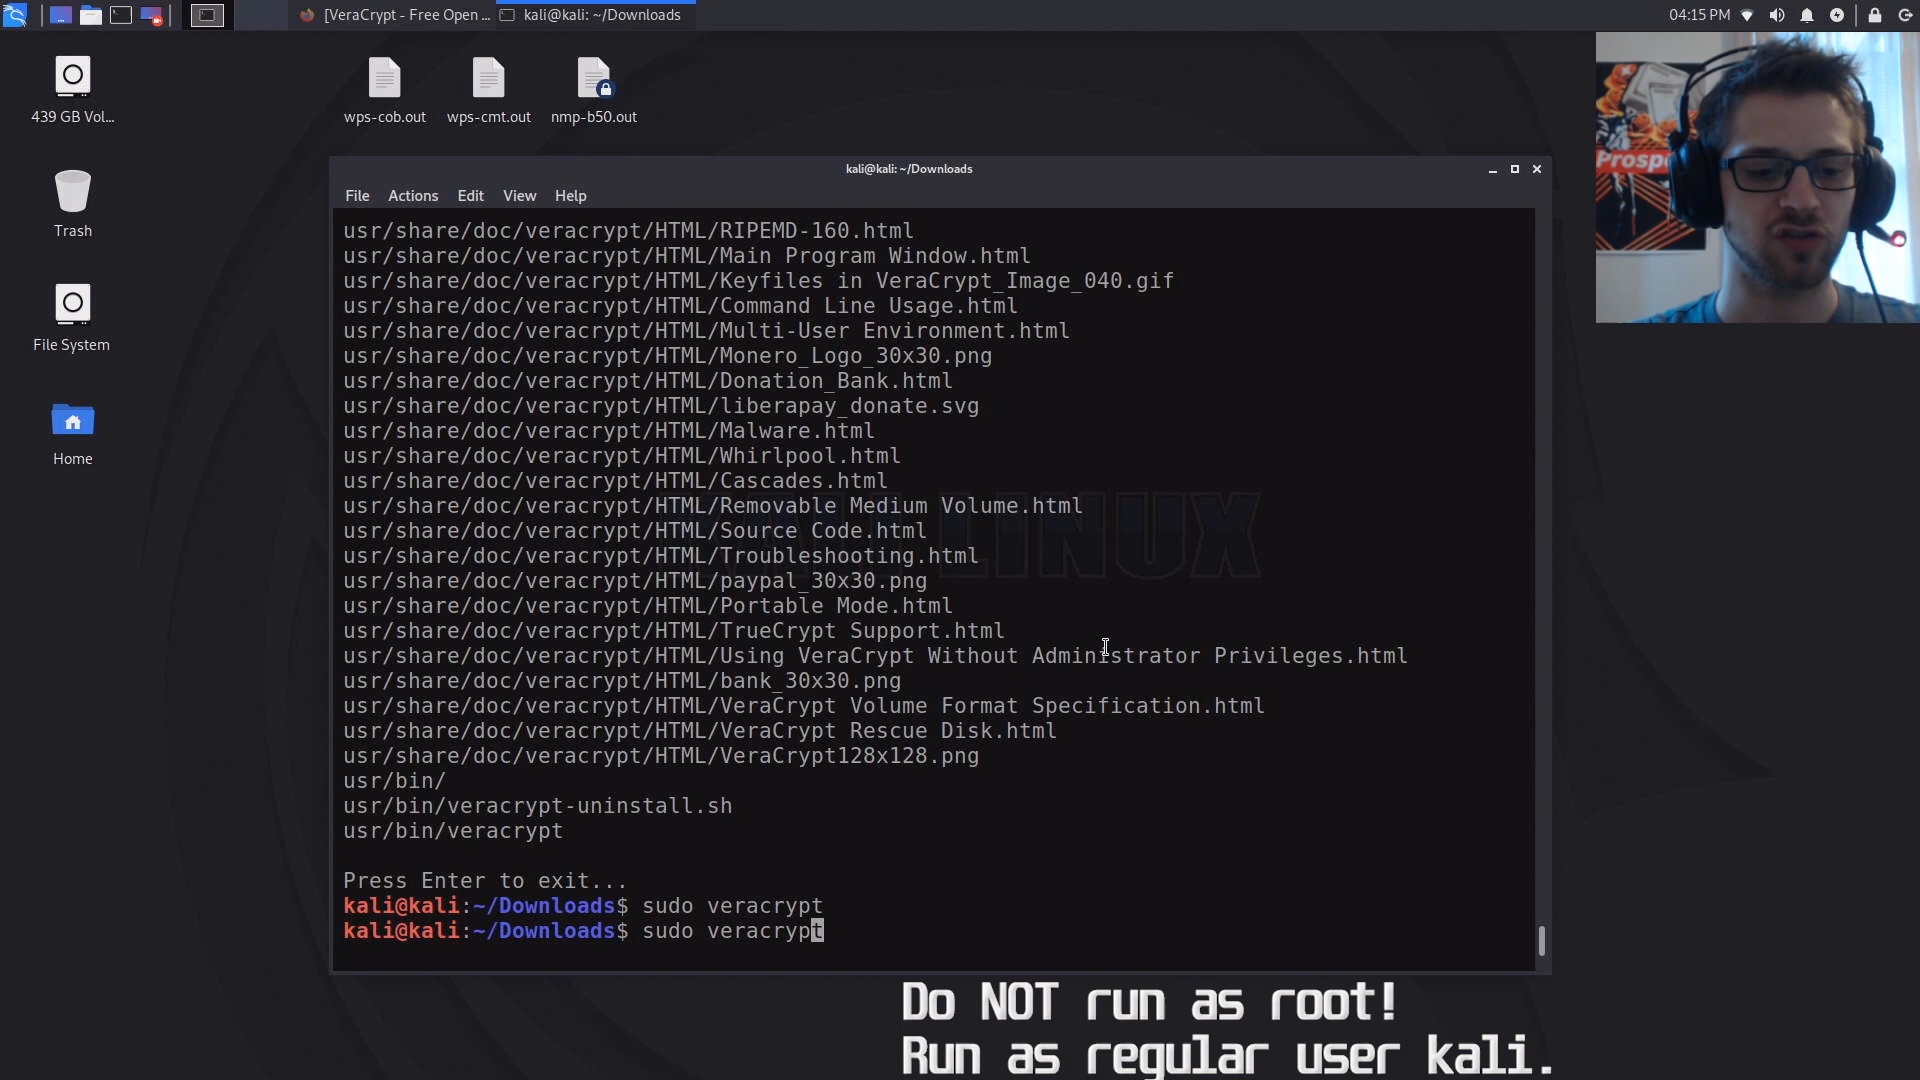 [VeraCrypt - Free Open ...
kali@kali: ~/Downloads
04:15 PM
439 GB Vol...
wps-cob.out
wps-cmt.out
nmp-b50.out
Trash
File System
Home
Prosp
kali@kali: ~/Downloads
File Actions Edit View Help
usr/share/doc/veracrypt/HTML/RIPEMD-160.html
usr/share/doc/veracrypt/HTML/Main Program Window.html
usr/share/doc/veracrypt/HTML/Keyfiles in VeraCrypt_Image_040.gif
usr/share/doc/veracrypt/HTML/Command Line Usage.html
usr/share/doc/veracrypt/HTML/Multi-User Environment.html
usr/share/doc/veracrypt/HTML/Monero_Logo_30x30.png
usr/share/doc/veracrypt/HTML/Donation_Bank.html
usr/share/doc/veracrypt/HTML/liberapay_donate.svg
usr/share/doc/veracrypt/HTML/Malware.html
usr/share/doc/veracrypt/HTML/Whirlpool.html
usr/share/doc/veracrypt/HTML/Cascades.html
usr/share/doc/veracrypt/HTML/Removable Medium Volume.html
usr/share/doc/veracrypt/HTML/Source Code.html
usr/share/doc/veracrypt/HTML/Troubleshooting.html
usr/share/doc/veracrypt/HTML/paypal_30x30.png
usr/share/doc/veracrypt/HTML/Portable Mode.html
usr/share/doc/veracrypt/HTML/TrueCrypt Support.html
usr/share/doc/veracrypt/HTML/Using VeraCrypt Without Administrator Privileges.html
usr/share/doc/veracrypt/HTML/bank_30x30.png
usr/share/doc/veracrypt/HTML/VeraCrypt Volume Format Specification.html
usr/share/doc/veracrypt/HTML/VeraCrypt Rescue Disk.html
usr/share/doc/veracrypt/HTML/VeraCrypt128x128.png
usr/bin/
usr/bin/veracrypt-uninstall.sh
usr/bin/veracrypt
Press Enter to exit...
kali@kali:~/Downloads$ sudo veracrypt
kali@kali:~/Downloads$ sudo veracrypt
KALI LINUX
Do NOT run as root!
Run as regular user kali.